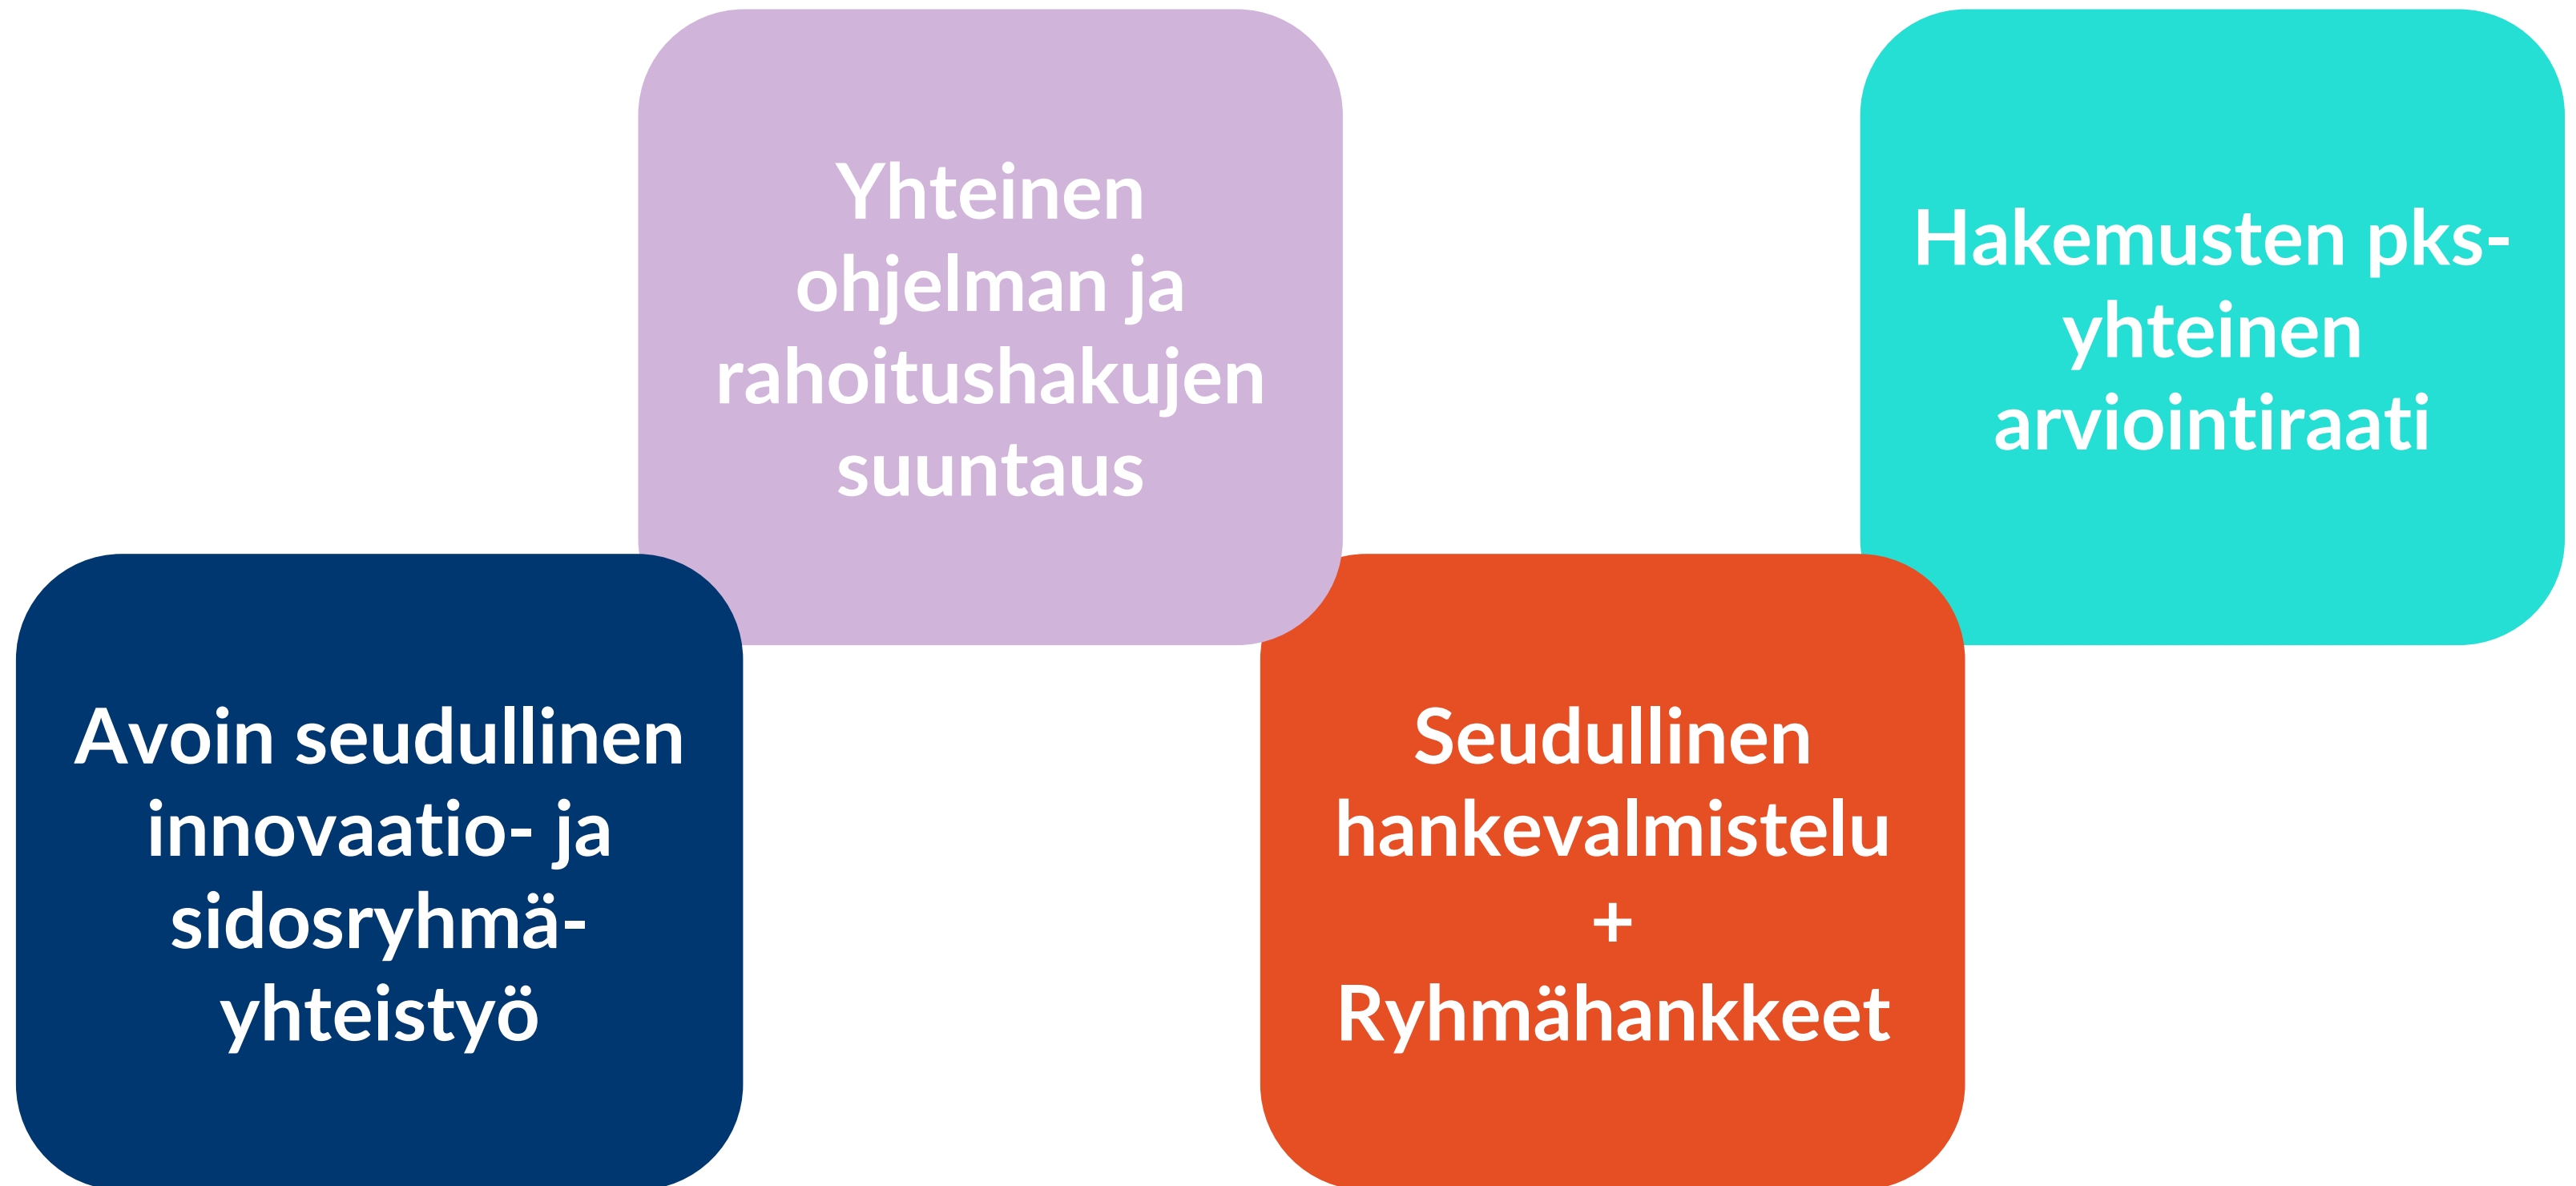 Avoin seudullinen
innovaatio- ja
sidosryhmä-
yhteistyö
Yhteinen
ohjelman ja
rahoitushakujen
suuntaus
Seudullinen
hankevalmistelu
+
Ryhmähankkeet
Hakemusten pks-
yhteinen
arviointiraati